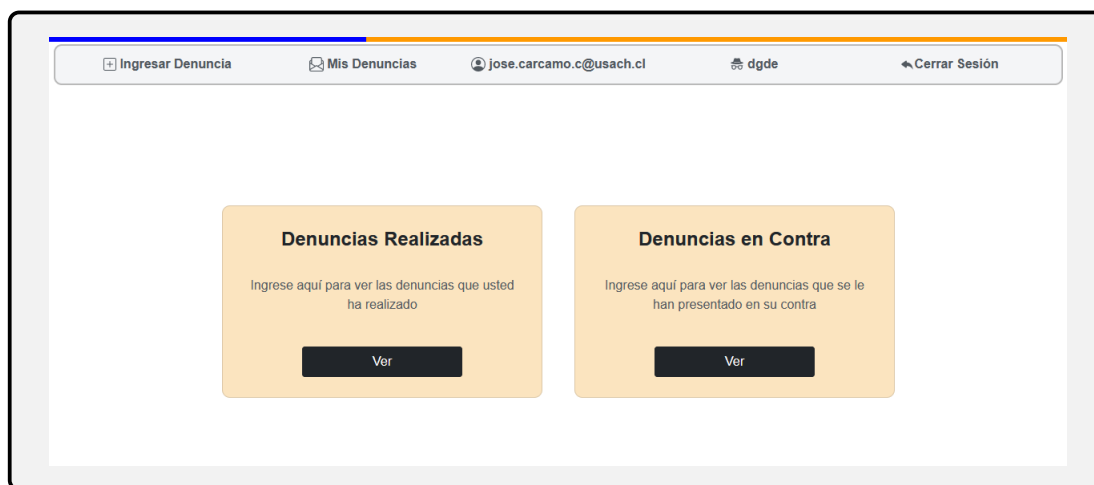 Ingresar Denuncia Mis Denuncias jose.carcamo.c@usach.cl dgde Cerrar Sesión
Denuncias Realizadas
Ingrese aquí para ver las denuncias que usted
ha realizado
Ver
Denuncias en Contra
Ingrese aquí para ver las denuncias que se le
han presentado en su contra
Ver